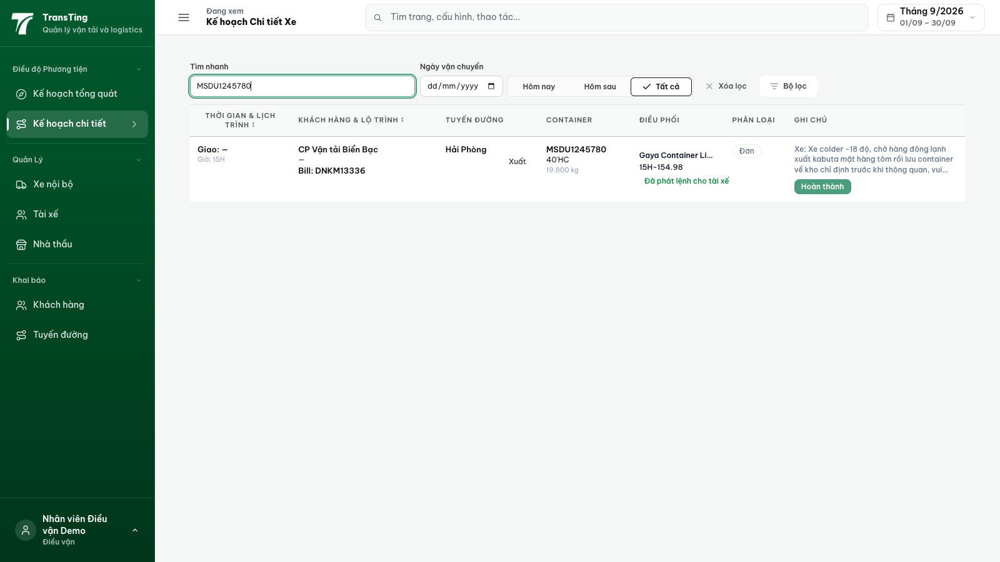 TransTing
Quản lý vận tải và logistics
Điều độ Phương tiện
Kế hoạch tổng quát
Kế hoạch chi tiết
Quản Lý
Xe nội bộ
Tài xế
Nhà thầu
Khai báo
Khách hàng
Tuyến đường
Nhân viên Điều
vận Demo
Điều vận
Đang xem
Kế hoạch Chi tiết Xe
Tìm trang, cấu hình, thao tác...
Tháng 9/2026
01/09 – 30/09
Tìm nhanh
MSDU1245780
Ngày vận chuyển
dd/mm/yyyy
Hôm nay
Hôm sau
Tất cả
Xóa lọc
Bộ lọc
THỜI GIAN & LỊCH
TRÌNH ↕
KHÁCH HÀNG & LỘ TRÌNH ↕
TUYẾN ĐƯỜNG
CONTAINER
ĐIỀU PHỐI
PHÂN LOẠI
GHI CHÚ
Giao: —
Giờ: 15H
CP Vận tải Biển Bạc
—
Bill: DNKM13336
Hải Phòng
Xuất
MSDU1245780
40'HC
19.800 kg
Gaya Container Li...
15H-154.98
Đã phát lệnh cho tài xế
Đơn
Xe: Xe colder -18 độ, chở hàng đông lạnh
xuất kabuta mặt hàng tôm rồi lưu container
về kho chỉ định trước khi thông quan, vui...
Hoàn thành